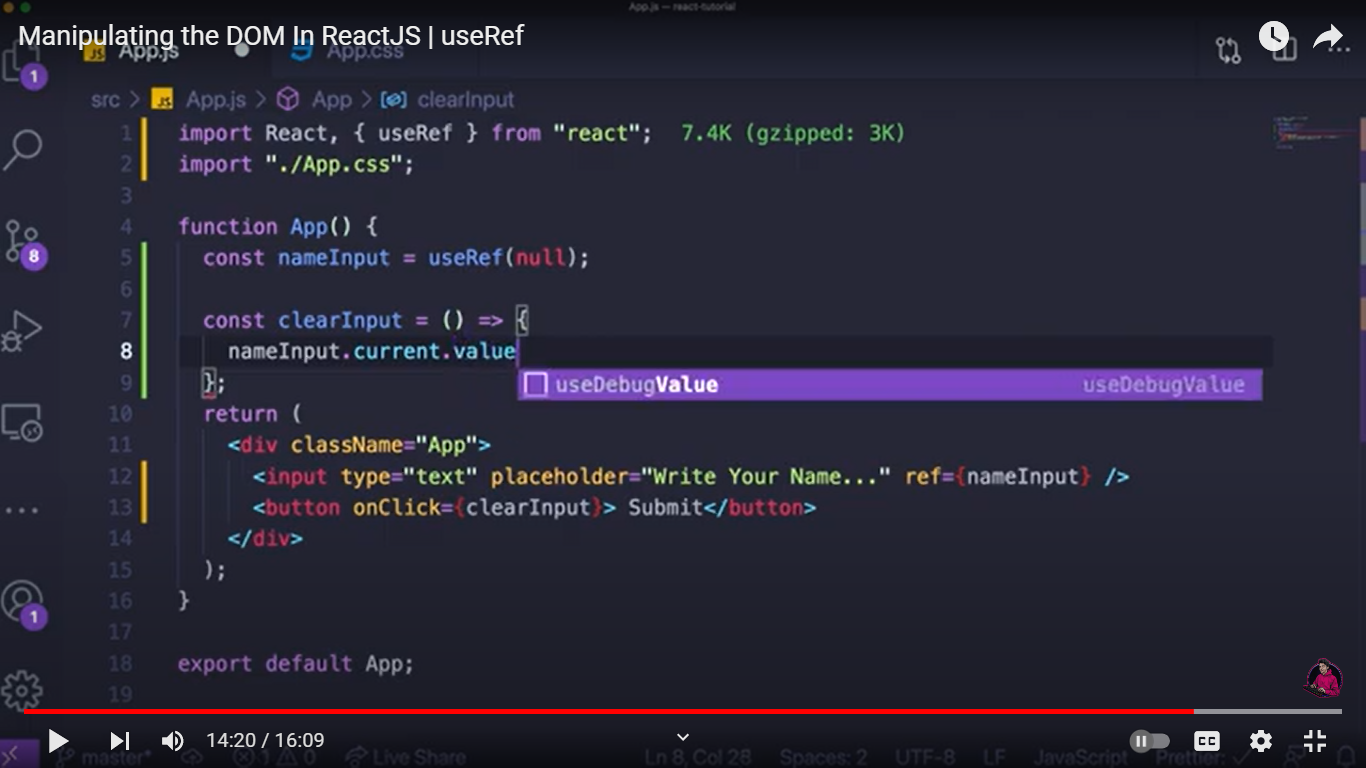 App.js — react-tutorial
Manipulating the DOM In ReactJS | useRef
JS App.js App.css
1
src > JS App.js > App > clearInput
1 import React, { useRef } from "react"; 7.4K (gzipped: 3K)
2 import "./App.css";
3
4 function App() {
8
5 const nameInput = useRef(null);
6
7 const clearInput = () => {
8 nameInput.current.value
useDebugValue useDebugValue
9 };
10 return (
11 <div className="App">
12 <input type="text" placeholder="Write Your Name..." ref={nameInput} />
13 <button onClick={clearInput}> Submit</button>
14 </div>
15 );
16 }
1
17
18 export default App;
19
14:20 / 16:09
CC
master* 1 0 Live Share Ln 8, Col 28 Spaces: 2 UTF-8 LF JavaScript Prettier: ✓